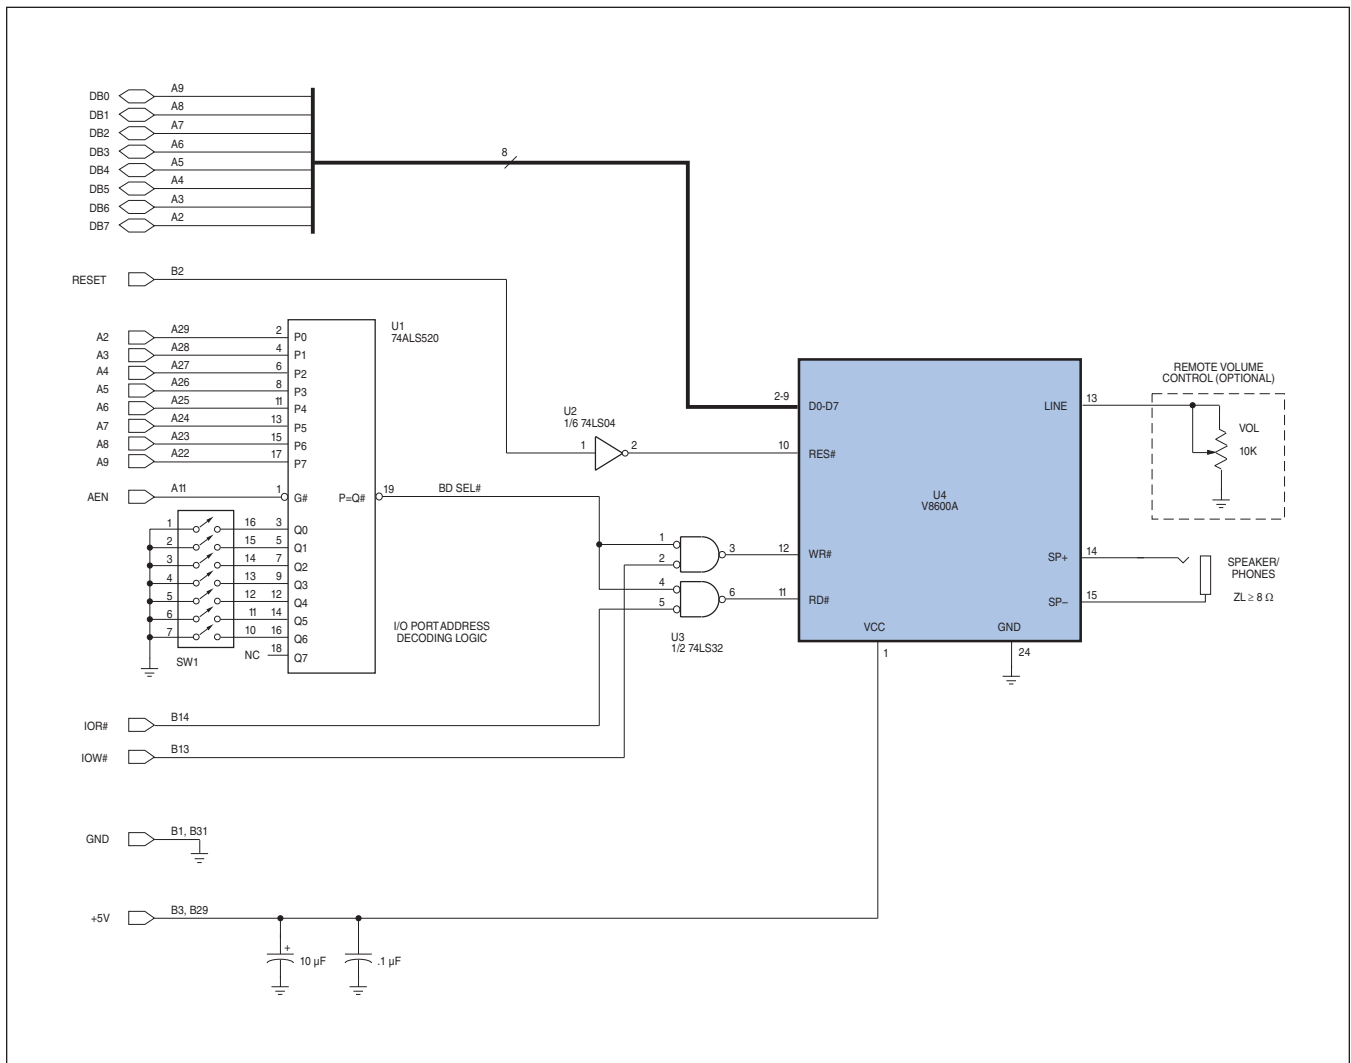 DB0 A9
DB1 A8
DB2 A7
DB3 A6
DB4 A5
DB5 A4
DB6 A3
DB7 A2
8
RESET B2
U1
74ALS520
A2 A29 2 P0
A3 A28 4 P1
A4 A27 6 P2
A5 A26 8 P3
A6 A25 11 P4
A7 A24 13 P5
A8 A23 15 P6
A9 A22 17 P7
AEN A11 1 G# P=Q# 19 BD SEL#
1 16 3 Q0
2 15 5 Q1
3 14 7 Q2
4 13 9 Q3
5 12 12 Q4
6 11 14 Q5
7 10 16 Q6
SW1 NC 18 Q7
I/O PORT ADDRESS
DECODING LOGIC
U2
1/6 74LS04
1 2
1 2 3
4 5 6
U3
1/2 74LS32
2-9 D0-D7
10 RES#
12 WR#
11 RD#
U4
V8600A
VCC 1
GND 24
LINE 13
SP+ 14
SP– 15
REMOTE VOLUME
CONTROL (OPTIONAL)
VOL
10K
SPEAKER/
PHONES
ZL ≥ 8 Ω
IOR# B14
IOW# B13
GND B1, B31
+5V B3, B29
+
10 µF .1 µF